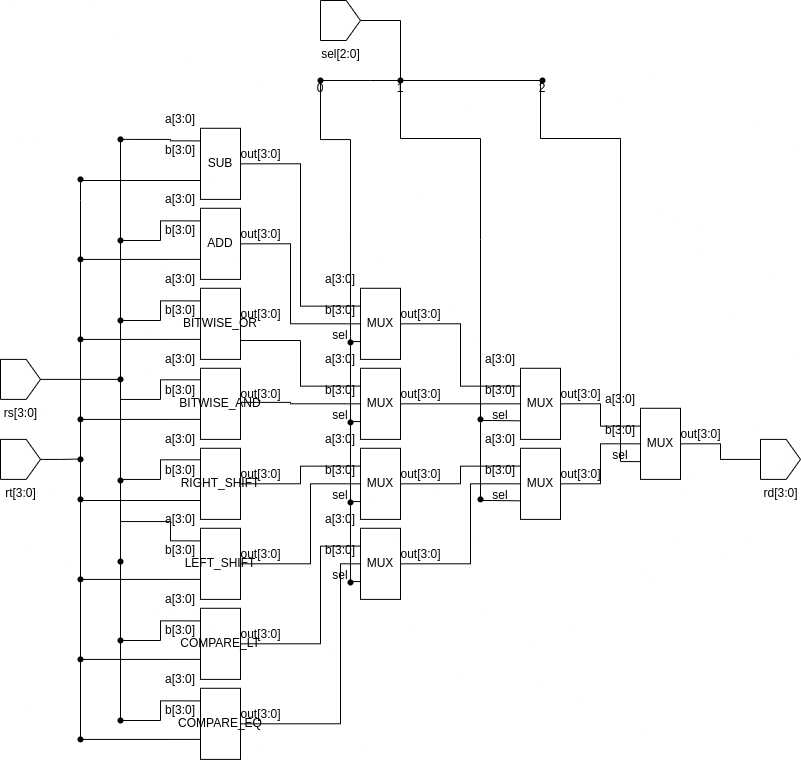 sel[2:0]
0
1
2
a[3:0]
b[3:0]
SUB
out[3:0]
a[3:0]
b[3:0]
ADD
out[3:0]
a[3:0]
b[3:0]
BITWISE_OR
out[3:0]
a[3:0]
b[3:0]
BITWISE_AND
out[3:0]
a[3:0]
b[3:0]
RIGHT_SHIFT
out[3:0]
a[3:0]
b[3:0]
LEFT_SHIFT
out[3:0]
a[3:0]
b[3:0]
COMPARE_LT
out[3:0]
a[3:0]
b[3:0]
COMPARE_EQ
out[3:0]
rs[3:0]
rt[3:0]
a[3:0]
b[3:0]
sel
MUX
out[3:0]
a[3:0]
b[3:0]
sel
MUX
out[3:0]
a[3:0]
b[3:0]
sel
MUX
out[3:0]
a[3:0]
b[3:0]
sel
MUX
out[3:0]
a[3:0]
b[3:0]
sel
MUX
out[3:0]
a[3:0]
b[3:0]
sel
MUX
out[3:0]
a[3:0]
b[3:0]
sel
MUX
out[3:0]
rd[3:0]